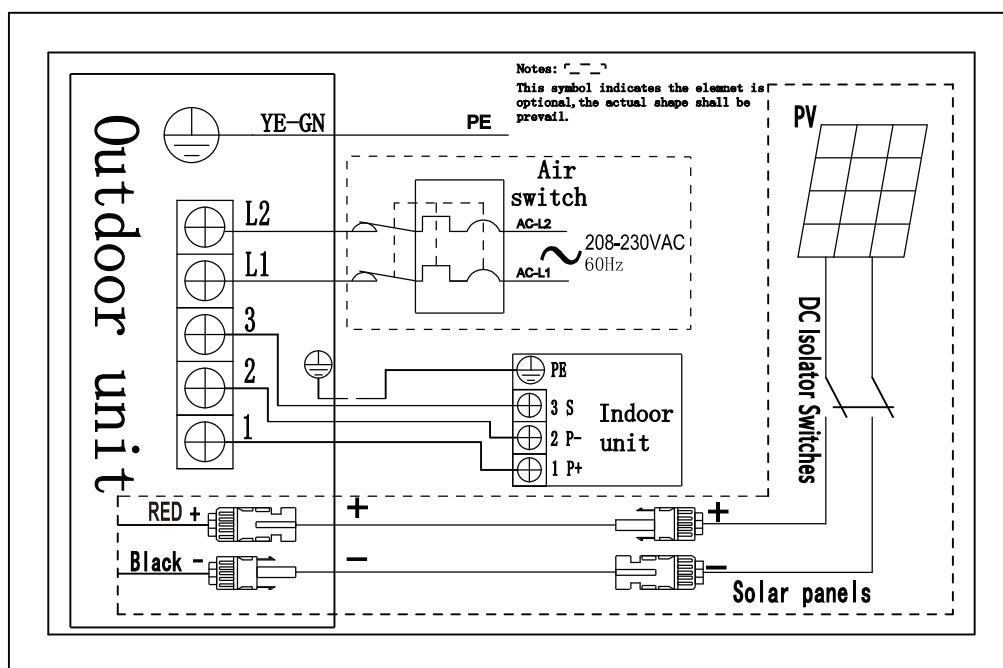 Notes:
This symbol indicates the elemnet is
optional,the actual shape shall be
prevail.
Outdoor unit
YE-GN
PE
L2
L1
3
2
1
Air
switch
AC-L2
AC-L1
208-230VAC
60Hz
PE
3 S
2 P-
1 P+
Indoor
unit
PV
DC Isolator Switches
RED +
+
+
Black -
−
−
Solar panels